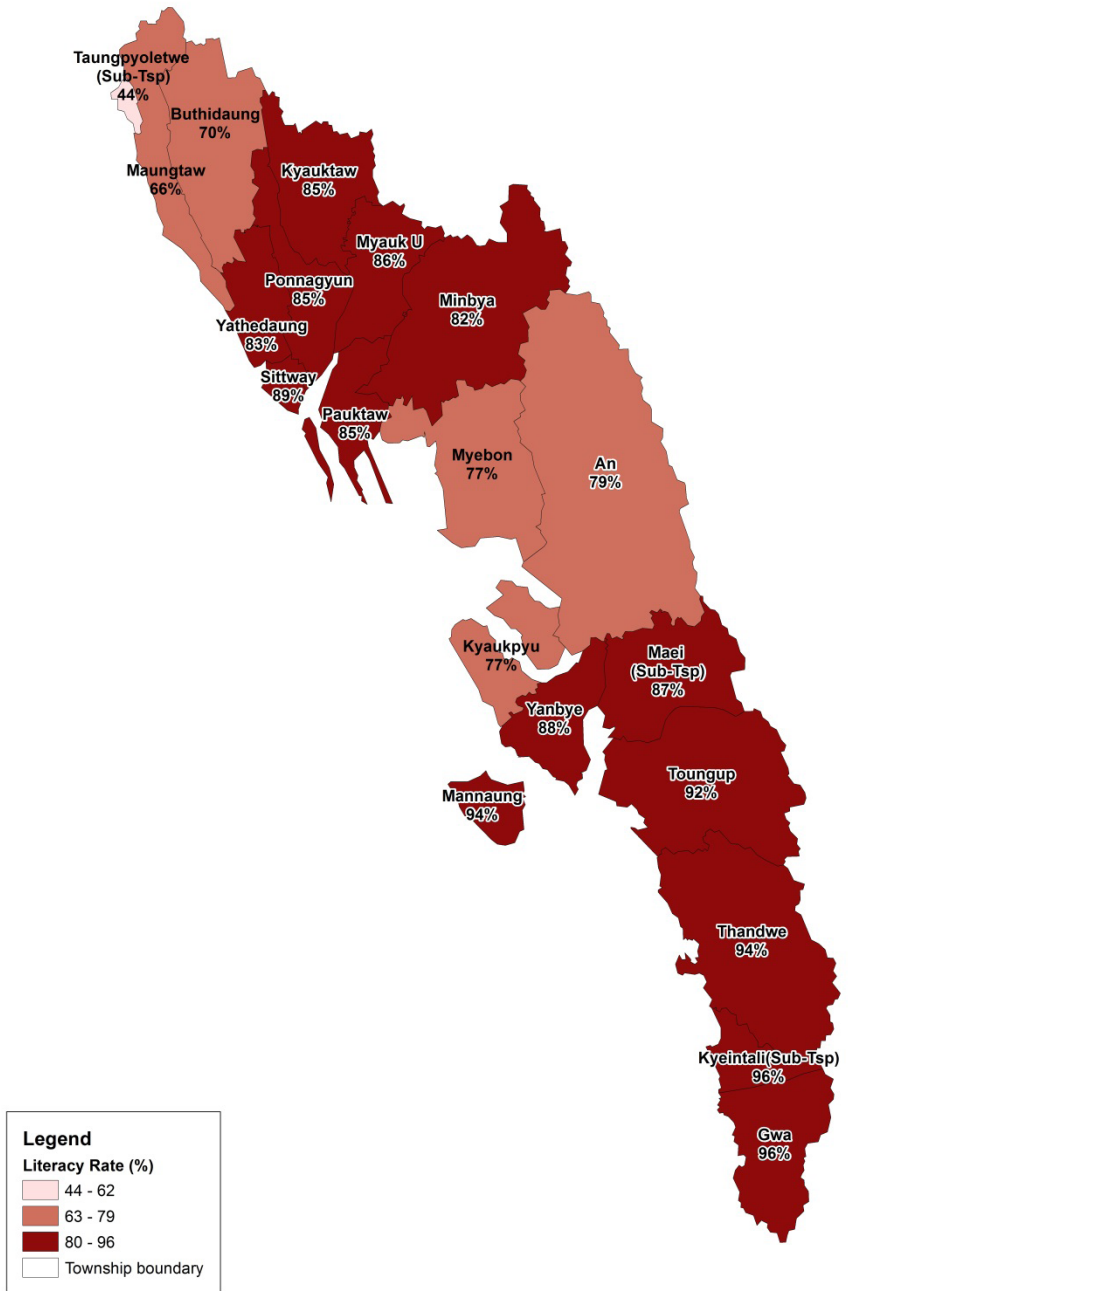 Taungpyoletwe
(Sub-Tsp)
44%
Buthidaung
70%
Maungtaw
66%
Kyauktaw
85%
Myauk U
86%
Ponnagyun
85%
Minbya
82%
Yathedaung
83%
Sittway
89%
Pauktaw
85%
Myebon
77%
An
79%
Kyaukpyu
77%
Maei
(Sub-Tsp)
87%
Yanbye
88%
Toungup
92%
Mannaung
94%
Thandwe
94%
Kyeintali(Sub-Tsp)
96%
Gwa
96%
Legend
Literacy Rate (%)
44 - 62
63 - 79
80 - 96
Township boundary